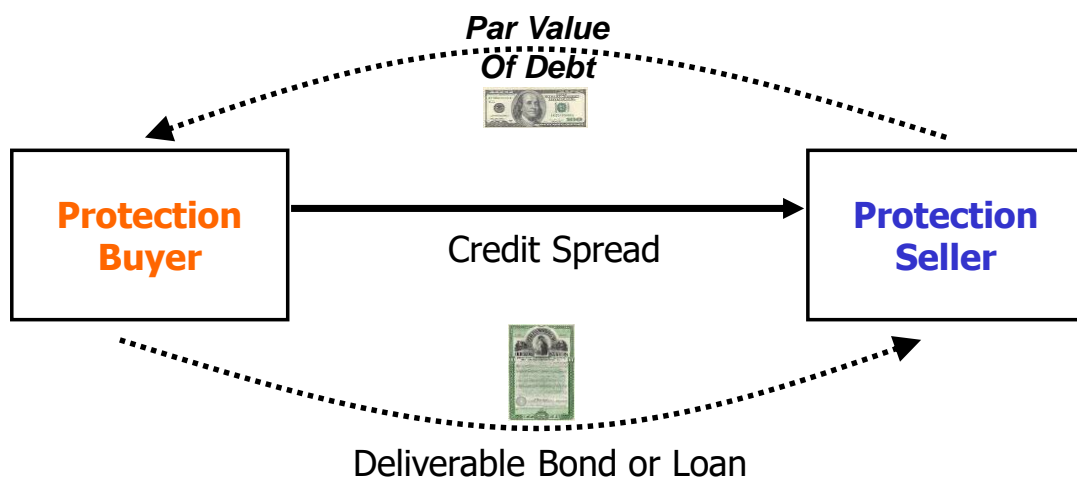 Par Value
Of Debt
Protection
Buyer
Credit Spread
Protection
Seller
Deliverable Bond or Loan